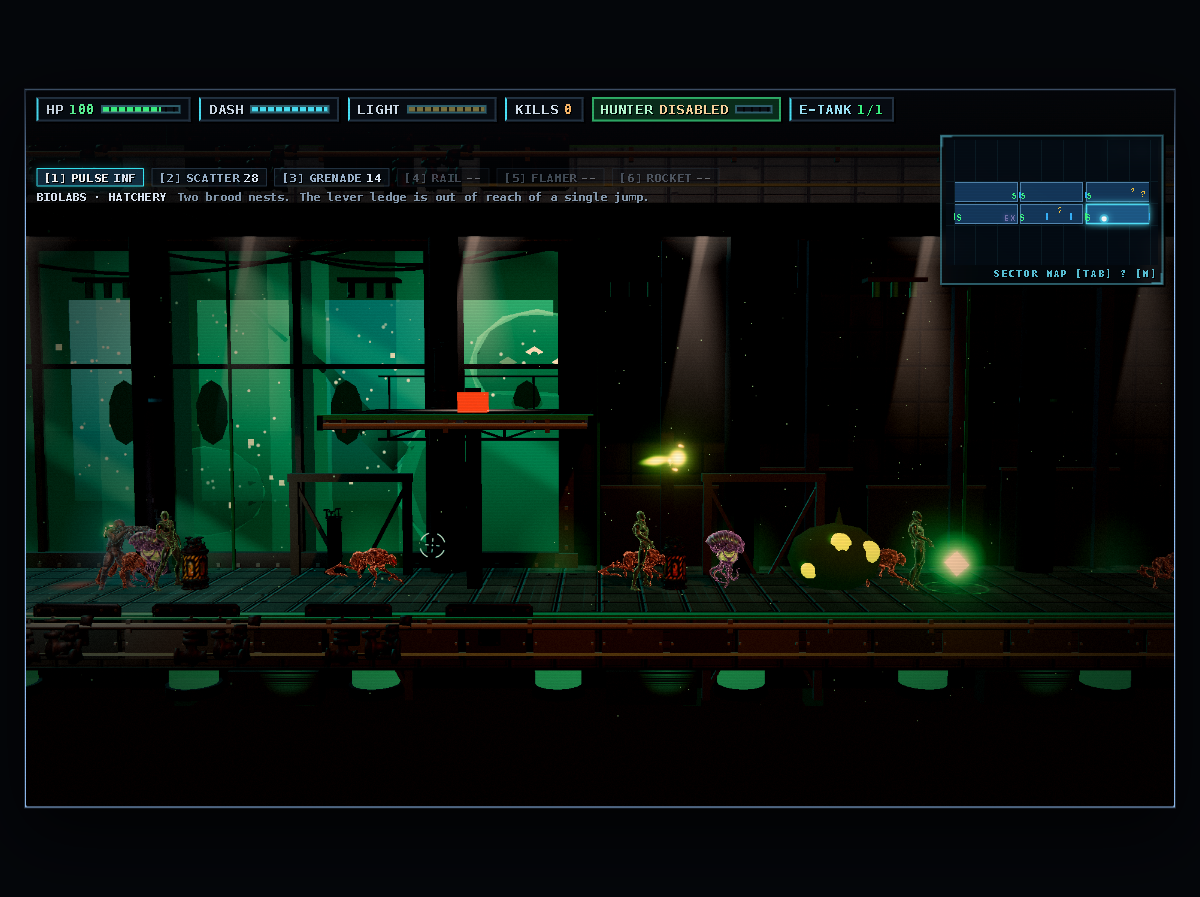 HP 100 DASH LIGHT KILLS 0 HUNTER DISABLED E-TANK 1/1
[1] PULSE INF [2] SCATTER 28 [3] GRENADE 14 [4] RAIL -- [5] FLAMER -- [6] ROCKET --
BIOLABS · HATCHERY Two brood nests. The lever ledge is out of reach of a single jump.
S S S ? ?
S EX S ? S
SECTOR MAP [TAB] ? [M]